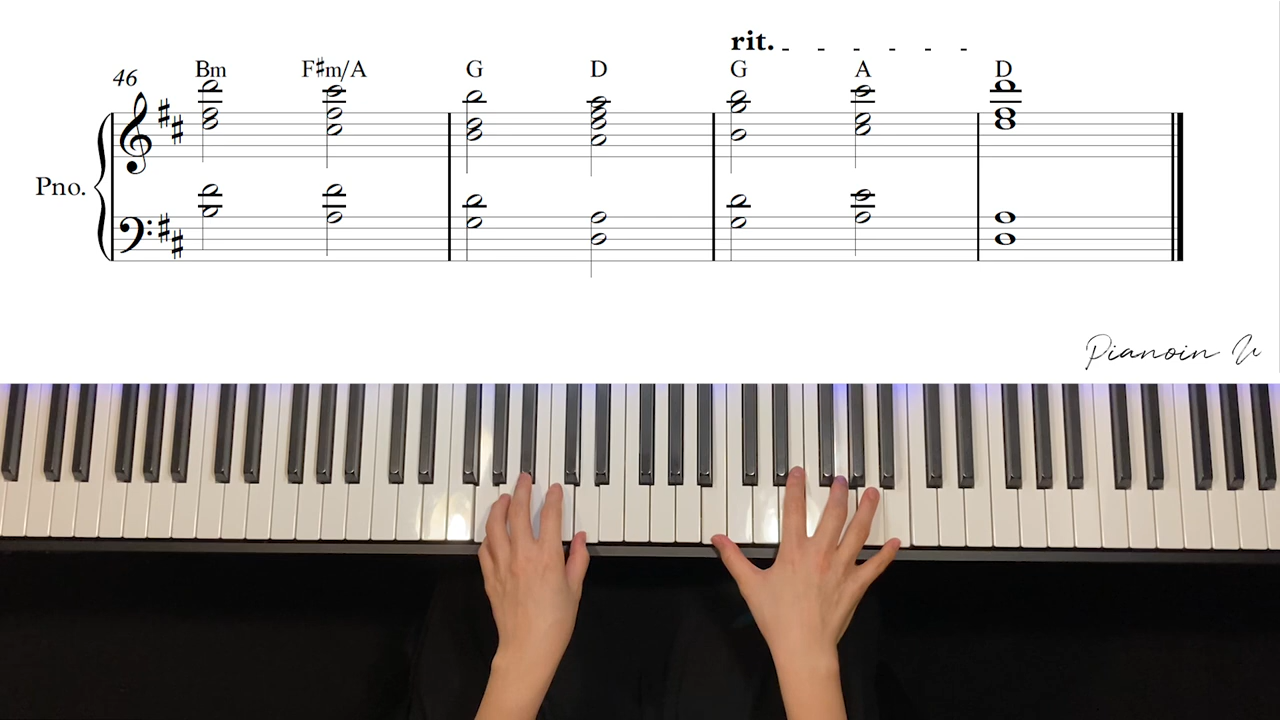 rit.
46 Bm F♯m/A G D G A D
Pno.
Pianoin U